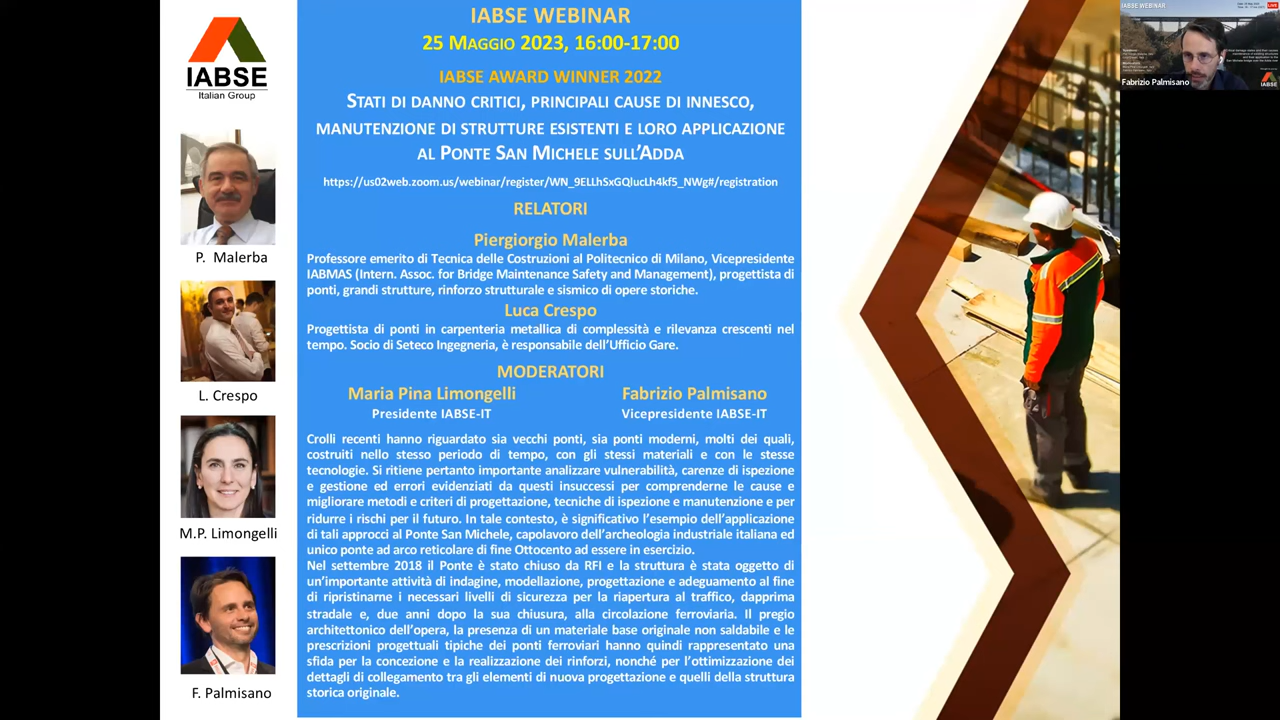 IABSE
Italian Group
P. Malerba
L. Crespo
M.P. Limongelli
F. Palmisano
IABSE WEBINAR
25 Maggio 2023, 16:00-17:00
IABSE AWARD WINNER 2022
Stati di danno critici, principali cause di innesco,
manutenzione di strutture esistenti e loro applicazione
al Ponte San Michele sull'Adda
https://us02web.zoom.us/webinar/register/WN_9ELLhSxGQlucLh4kf5_NWg#/registration
RELATORI
Piergiorgio Malerba
Professore emerito di Tecnica delle Costruzioni al Politecnico di Milano, Vicepresidente
IABMAS (Intern. Assoc. for Bridge Maintenance Safety and Management), progettista di
ponti, grandi strutture, rinforzo strutturale e sismico di opere storiche.
Luca Crespo
Progettista di ponti in carpenteria metallica di complessità e rilevanza crescenti nel
tempo. Socio di Seteco Ingegneria, è responsabile dell'Ufficio Gare.
MODERATORI
Maria Pina Limongelli
Fabrizio Palmisano
Presidente IABSE-IT
Vicepresidente IABSE-IT
Crolli recenti hanno riguardato sia vecchi ponti, sia ponti moderni, molti dei quali,
costruiti nello stesso periodo di tempo, con gli stessi materiali e con le stesse
tecnologie. Si ritiene pertanto importante analizzare vulnerabilità, carenze di ispezione
e gestione ed errori evidenziati da questi insuccessi per comprenderne le cause e
migliorare metodi e criteri di progettazione, tecniche di ispezione e manutenzione e per
ridurre i rischi per il futuro. In tale contesto, è significativo l'esempio dell'applicazione
di tali approcci al Ponte San Michele, capolavoro dell'archeologia industriale italiana ed
unico ponte ad arco reticolare di fine Ottocento ad essere in esercizio.
Nel settembre 2018 il Ponte è stato chiuso da RFI e la struttura è stata oggetto di
un'importante attività di indagine, modellazione, progettazione e adeguamento al fine
di ripristinarne i necessari livelli di sicurezza per la riapertura al traffico, dapprima
stradale e, due anni dopo la sua chiusura, alla circolazione ferroviaria. Il pregio
architettonico dell'opera, la presenza di un materiale base originale non saldabile e le
prescrizioni progettuali tipiche dei ponti ferroviari hanno quindi rappresentato una
sfida per la concezione e la realizzazione dei rinforzi, nonché per l'ottimizzazione dei
dettagli di collegamento tra gli elementi di nuova progettazione e quelli della struttura
storica originale.
IABSE WEBINAR
LIVE
Fabrizio Palmisano
IABSE